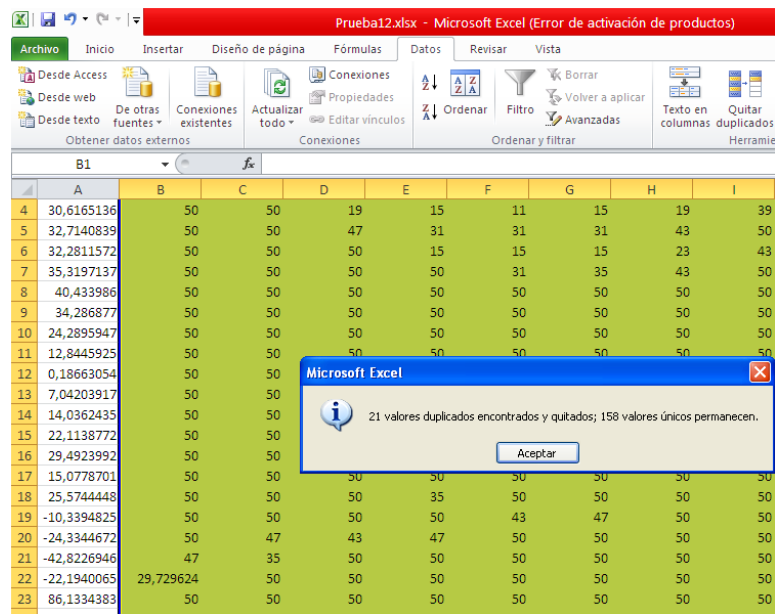 Prueba12.xlsx - Microsoft Excel (Error de activación de productos)
Archivo Inicio Insertar Diseño de página Fórmulas Datos Revisar Vista
Desde Access
Desde web
Desde texto
De otras fuentes
Conexiones existentes
Obtener datos externos
Actualizar todo
Conexiones
Propiedades
Editar vínculos
Conexiones
Ordenar
Filtro
Borrar
Volver a aplicar
Avanzadas
Ordenar y filtrar
Texto en columnas
Quitar duplicados
Herramie
B1 fx
A B C D E F G H I
4 30,6165136 50 50 19 15 11 15 19 39
5 32,7140839 50 50 47 31 31 31 43 50
6 32,2811572 50 50 50 15 15 15 23 43
7 35,3197137 50 50 50 50 31 35 43 50
8 40,433986 50 50 50 50 50 50 50 50
9 34,286877 50 50 50 50 50 50 50 50
10 24,2895947 50 50 50 50 50 50 50 50
11 12,8445925 50 50 50 50 50 50 50 50
12 0,18663054 50 50
13 7,04203917 50 50
14 14,0362435 50 50
15 22,1138772 50 50
16 29,4923992 50 50
17 15,0778701 50 50 50 50 50 50 50 50
18 25,5744448 50 50 50 35 50 50 50 50
19 -10,3394825 50 50 50 50 43 47 50 50
20 -24,3344672 50 47 43 47 50 50 50 50
21 -42,8226946 47 35 50 50 50 50 50 50
22 -22,1940065 29,729624 50 50 50 50 50 50 50
23 86,1334383 50 50 50 50 50 50 50 50
Microsoft Excel
21 valores duplicados encontrados y quitados; 158 valores únicos permanecen.
Aceptar